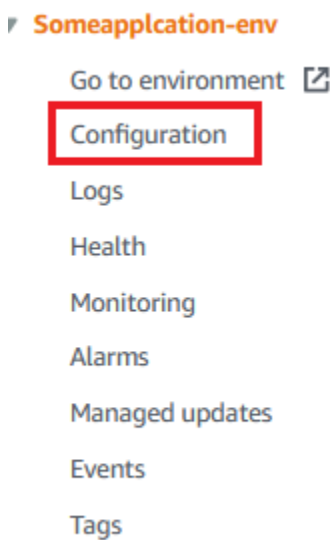 Someapplcation-env
Go to environment
Configuration
Logs
Health
Monitoring
Alarms
Managed updates
Events
Tags